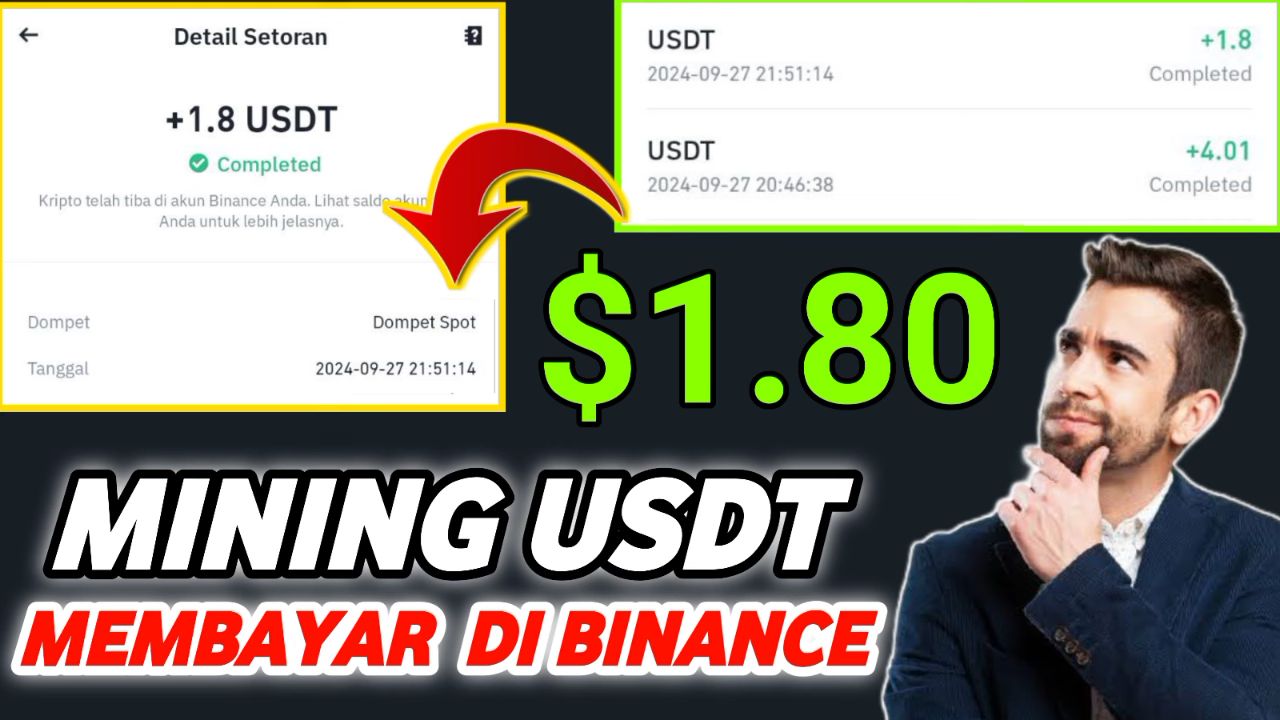 Detail Setoran
+1.8 USDT
Completed
Kripto telah tiba di akun Binance Anda. Lihat saldo akun
Anda untuk lebih jelasnya.
Dompet Dompet Spot
Tanggal 2024-09-27 21:51:14
USDT +1.8
2024-09-27 21:51:14 Completed
USDT +4.01
2024-09-27 20:46:38 Completed
$1.80
MINING USDT
MEMBAYAR DI BINANCE